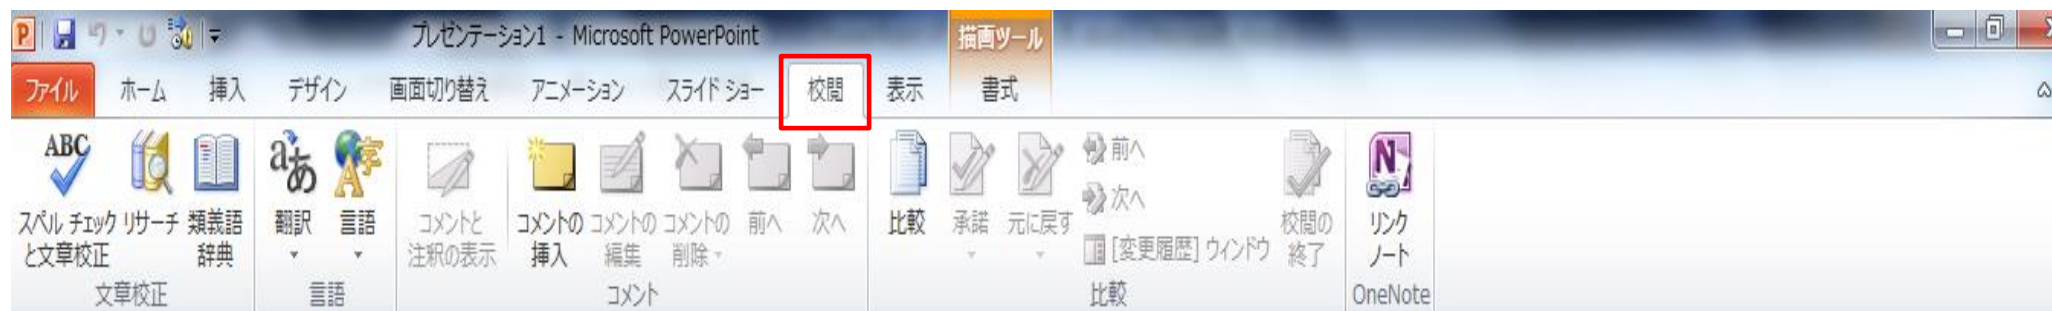 プレゼンテーション1 - Microsoft PowerPoint
描画ツール
ファイル ホーム 挿入 デザイン 画面切り替え アニメーション スライド ショー 校閲 表示 書式
ABC
スペル チェック
と文章校正
リサーチ
類義語
辞典
文章校正
aあ
翻訳
字A
言語
言語
コメントと
注釈の表示
コメントの
挿入
コメントの
編集
コメントの
削除
前へ
次へ
コメント
比較
承諾
元に戻す
前へ
次へ
[変更履歴] ウィンドウ
校閲の
終了
比較
N
リンク
ノート
OneNote